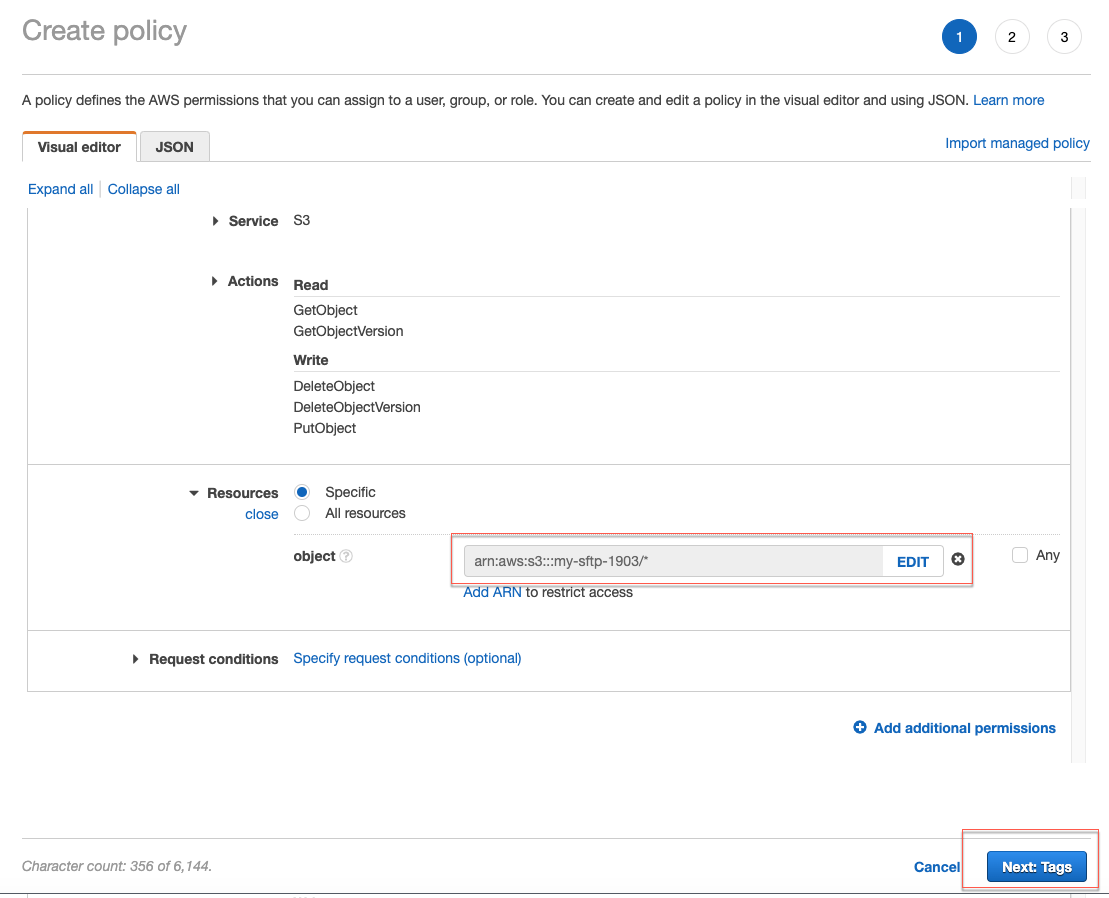 Create policy
1 2 3
A policy defines the AWS permissions that you can assign to a user, group, or role. You can create and edit a policy in the visual editor and using JSON. Learn more
Visual editor JSON
Import managed policy
Expand all Collapse all
Service S3
Actions Read
GetObject
GetObjectVersion
Write
DeleteObject
DeleteObjectVersion
PutObject
Resources Specific
close All resources
object ? arn:aws:s3:::my-sftp-1903/* EDIT Any
Add ARN to restrict access
Request conditions Specify request conditions (optional)
Add additional permissions
Character count: 356 of 6,144.
Cancel Next: Tags